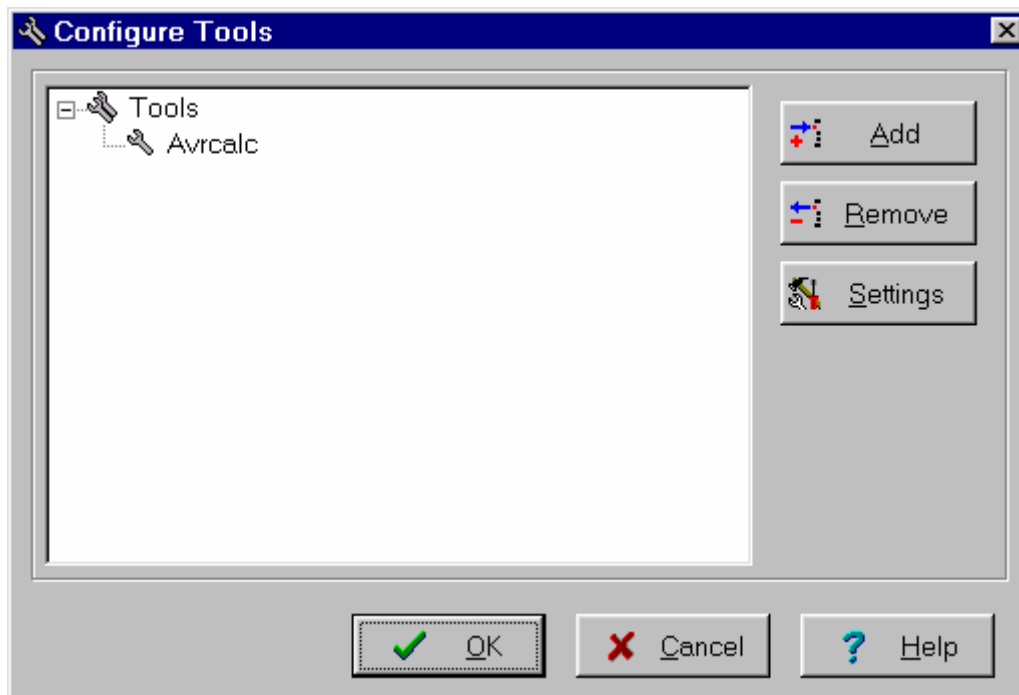 Configure Tools
Tools
Avrcalc
Add
Remove
Settings
OK
Cancel
Help